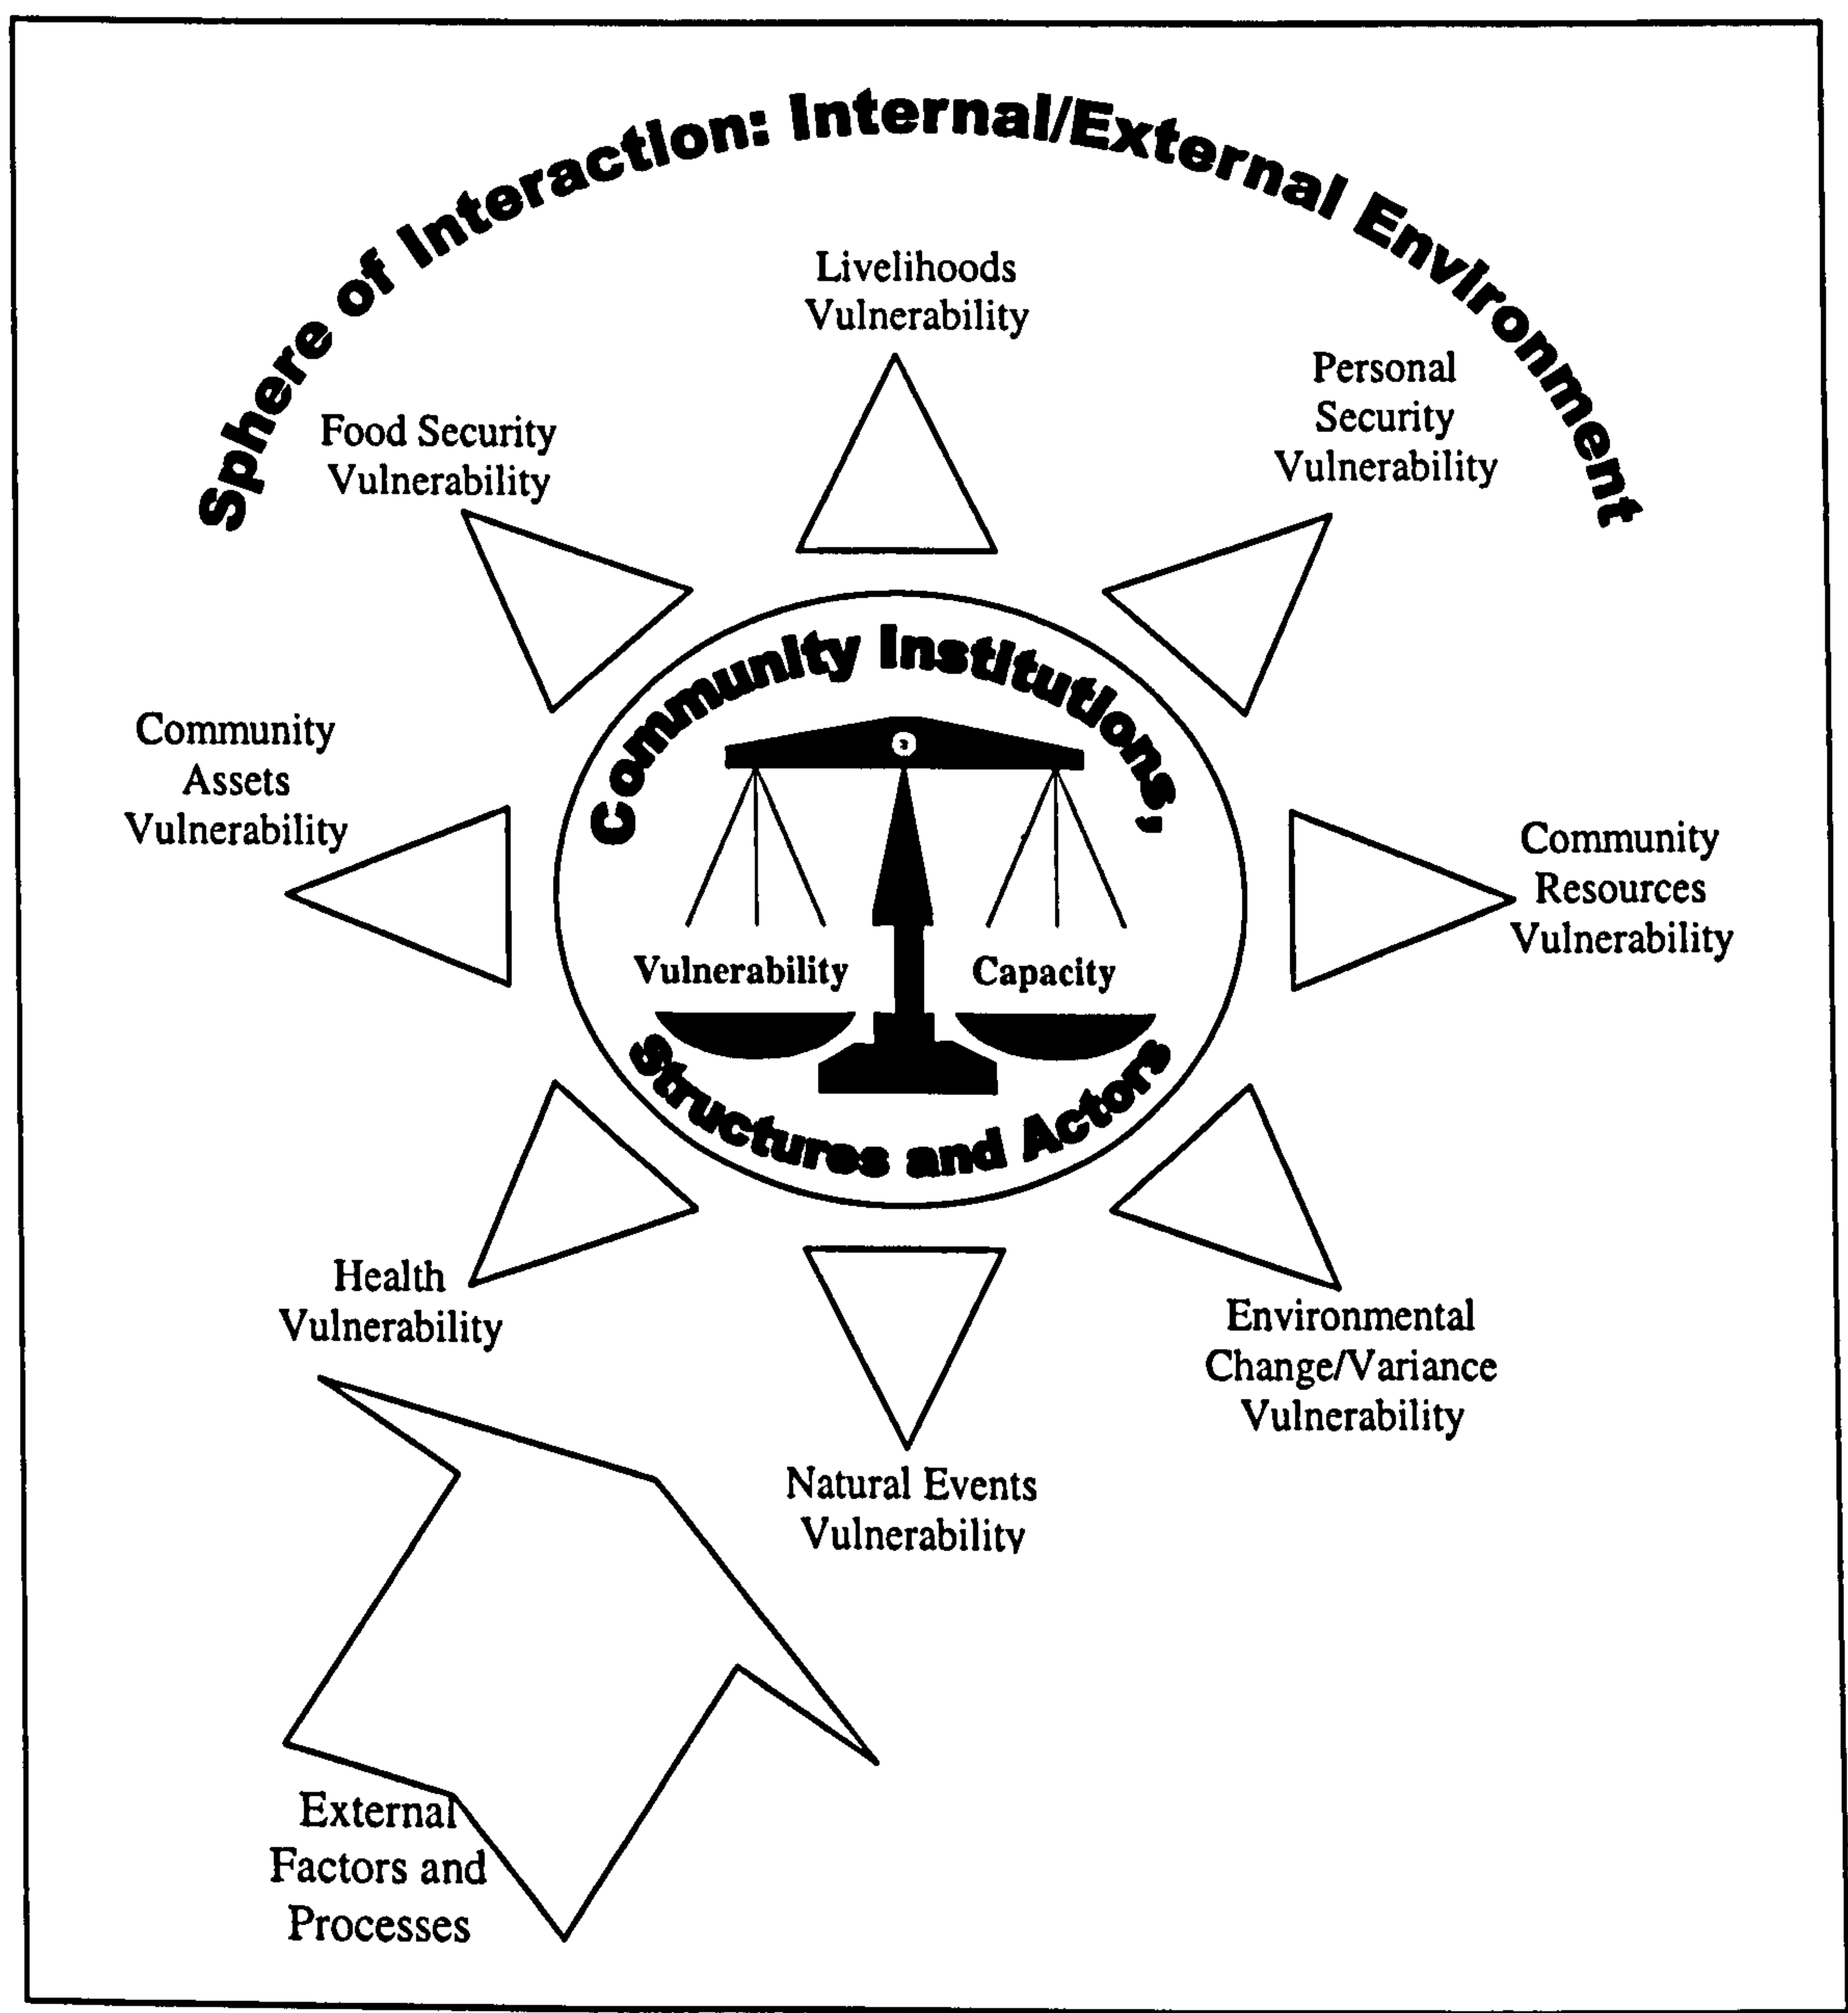 Sphere of Interaction: Internal/External Environment
Livelihoods
Vulnerability
Personal
Security
Vulnerability
Food Security
Vulnerability
Community Institutions,
Community
Assets
Vulnerability
Community
Resources
Vulnerability
Vulnerability
Capacity
Structures and Actors
Health
Vulnerability
Environmental
Change/Variance
Vulnerability
Natural Events
Vulnerability
External
Factors and
Processes